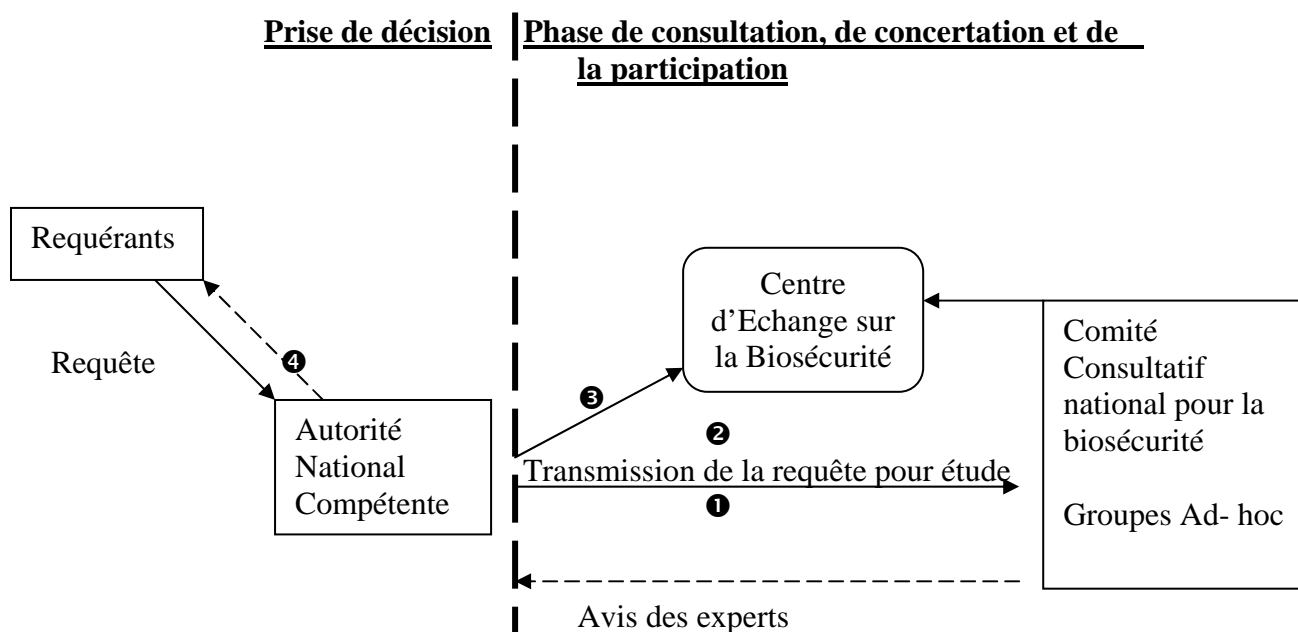 Prise de décision
Phase de consultation, de concertation et de
la participation
Requérants
Requête
❹
Autorité
National
Compétente
Centre
d’Echange sur
la Biosécurité
❸
❷
Transmission de la requête pour étude
❶
Avis des experts
Comité
Consultatif
national pour la
biosécurité
Groupes Ad- hoc